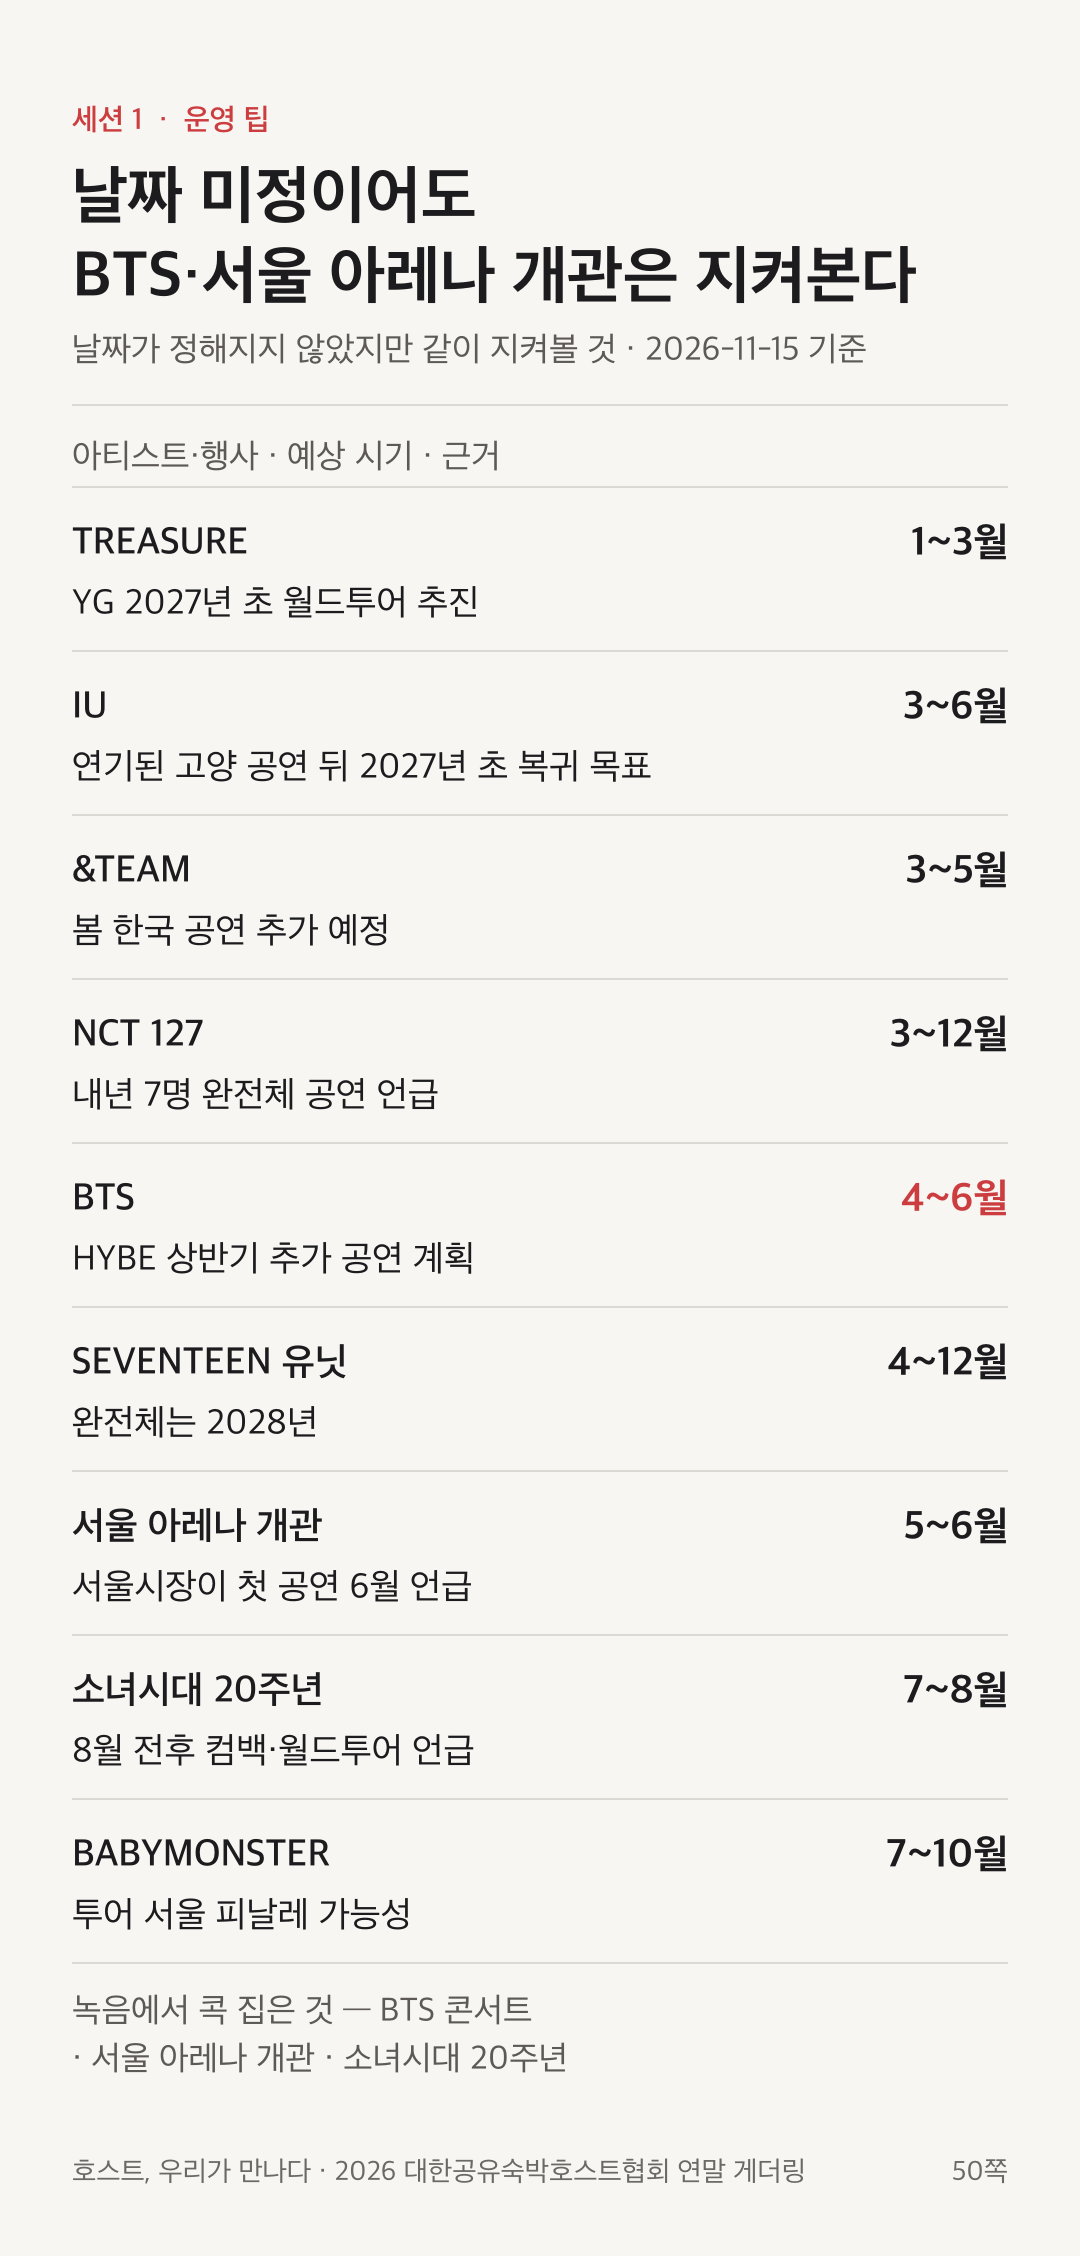 세션 1 · 운영 팁
날짜 미정이어도
BTS·서울 아레나 개관은 지켜본다
날짜가 정해지지 않았지만 같이 지켜볼 것 · 2026-11-15 기준
아티스트·행사 · 예상 시기 · 근거
TREASURE 1~3월
YG 2027년 초 월드투어 추진
IU 3~6월
연기된 고양 공연 뒤 2027년 초 복귀 목표
&TEAM 3~5월
봄 한국 공연 추가 예정
NCT 127 3~12월
내년 7명 완전체 공연 언급
BTS 4~6월
HYBE 상반기 추가 공연 계획
SEVENTEEN 유닛 4~12월
완전체는 2028년
서울 아레나 개관 5~6월
서울시장이 첫 공연 6월 언급
소녀시대 20주년 7~8월
8월 전후 컴백·월드투어 언급
BABYMONSTER 7~10월
투어 서울 피날레 가능성
녹음에서 콕 집은 것 — BTS 콘서트
· 서울 아레나 개관 · 소녀시대 20주년
호스트, 우리가 만나다 · 2026 대한공유숙박호스트협회 연말 게더링 50쪽